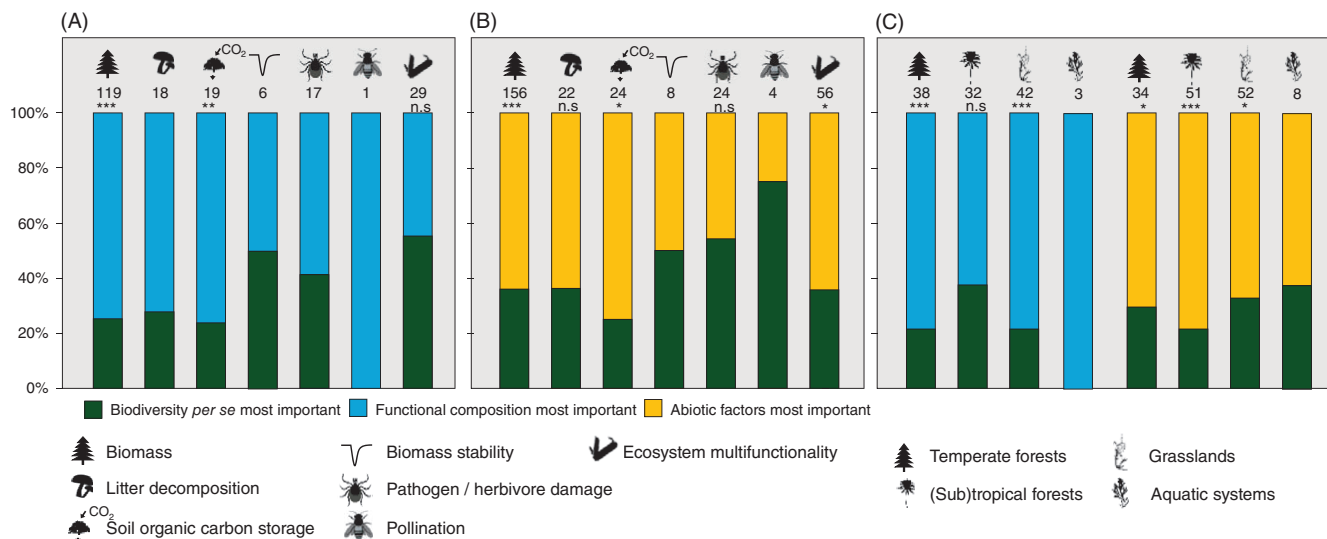 (A) (B) (C)
CO2 CO2
119 18 19 6 17 1 29 156 22 24 8 24 4 56 38 32 42 3 34 51 52 8
*** ** n.s *** n.s * n.s * *** n.s *** * *** *
100%
80%
60%
40%
20%
0%
Biodiversity per se most important Functional composition most important Abiotic factors most important
Biomass Biomass stability Ecosystem multifunctionality Temperate forests Grasslands
Litter decomposition Pathogen / herbivore damage (Sub)tropical forests Aquatic systems
CO2
Soil organic carbon storage Pollination